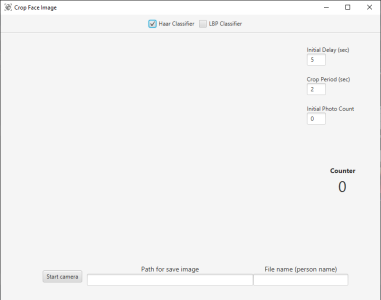 Crop Face Image
Haar Classifier LBP Classifier
Initial Delay (sec)
5
Crop Period (sec)
2
Initial Photo Count
0
Counter
0
Path for save image File name (person name)
Start camera